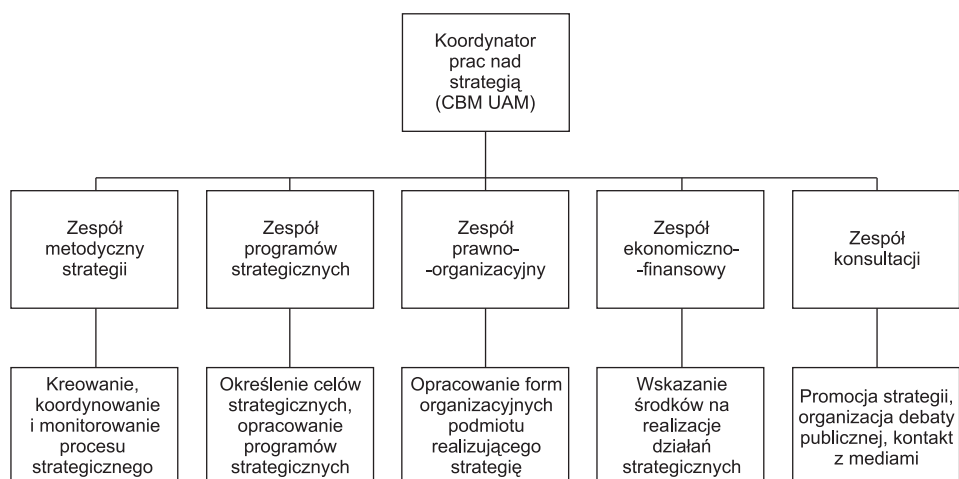 Koordynator
prac nad
strategią
(CBM UAM)
Zespół
metodyczny
strategii
Zespół
programów
strategicznych
Zespół
prawno-
-organizacyjny
Zespół
ekonomiczno-
-finansowy
Zespół
konsultacji
Kreowanie,
koordynowanie
i monitorowanie
procesu
strategicznego
Określenie celów
strategicznych,
opracowanie
programów
strategicznych
Opracowanie form
organizacyjnych
podmiotu
realizującego
strategię
Wskazanie
środków na
realizacje
działań
strategicznych
Promocja strategii,
organizacja debaty
publicznej, kontakt
z mediami